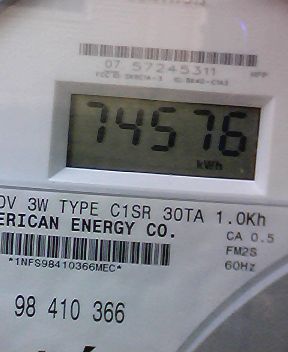 07 57245311
74576
kWh
0V 3W TYPE C1SR 30TA 1.0Kh
ERICAN ENERGY CO.
CA 0.5
FM2S
60Hz
*1NFS98410366MEC*
98 410 366